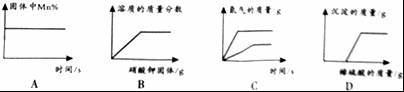 固体中Mn%
时间/s
A
溶质的质量分数
硝酸钾固体/g
B
氢气的质量/g
时间/s
C
沉淀的质量/g
稀硫酸的质量/g
D